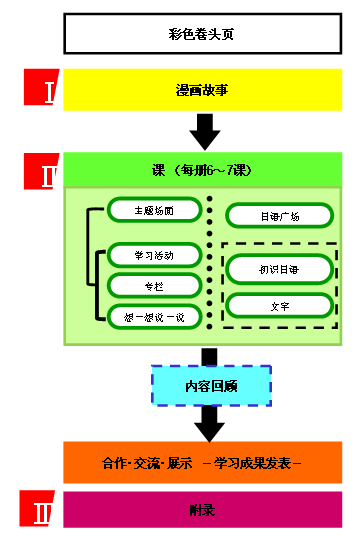 彩色卷头页
Ⅰ
漫画故事
Ⅱ
课 （每册6～7课）
主题场面
日语广场
学习活动
初识日语
专栏
文字
想一想说一说
内容回顾
合作·交流·展示 －学习成果发表－
Ⅲ
附录